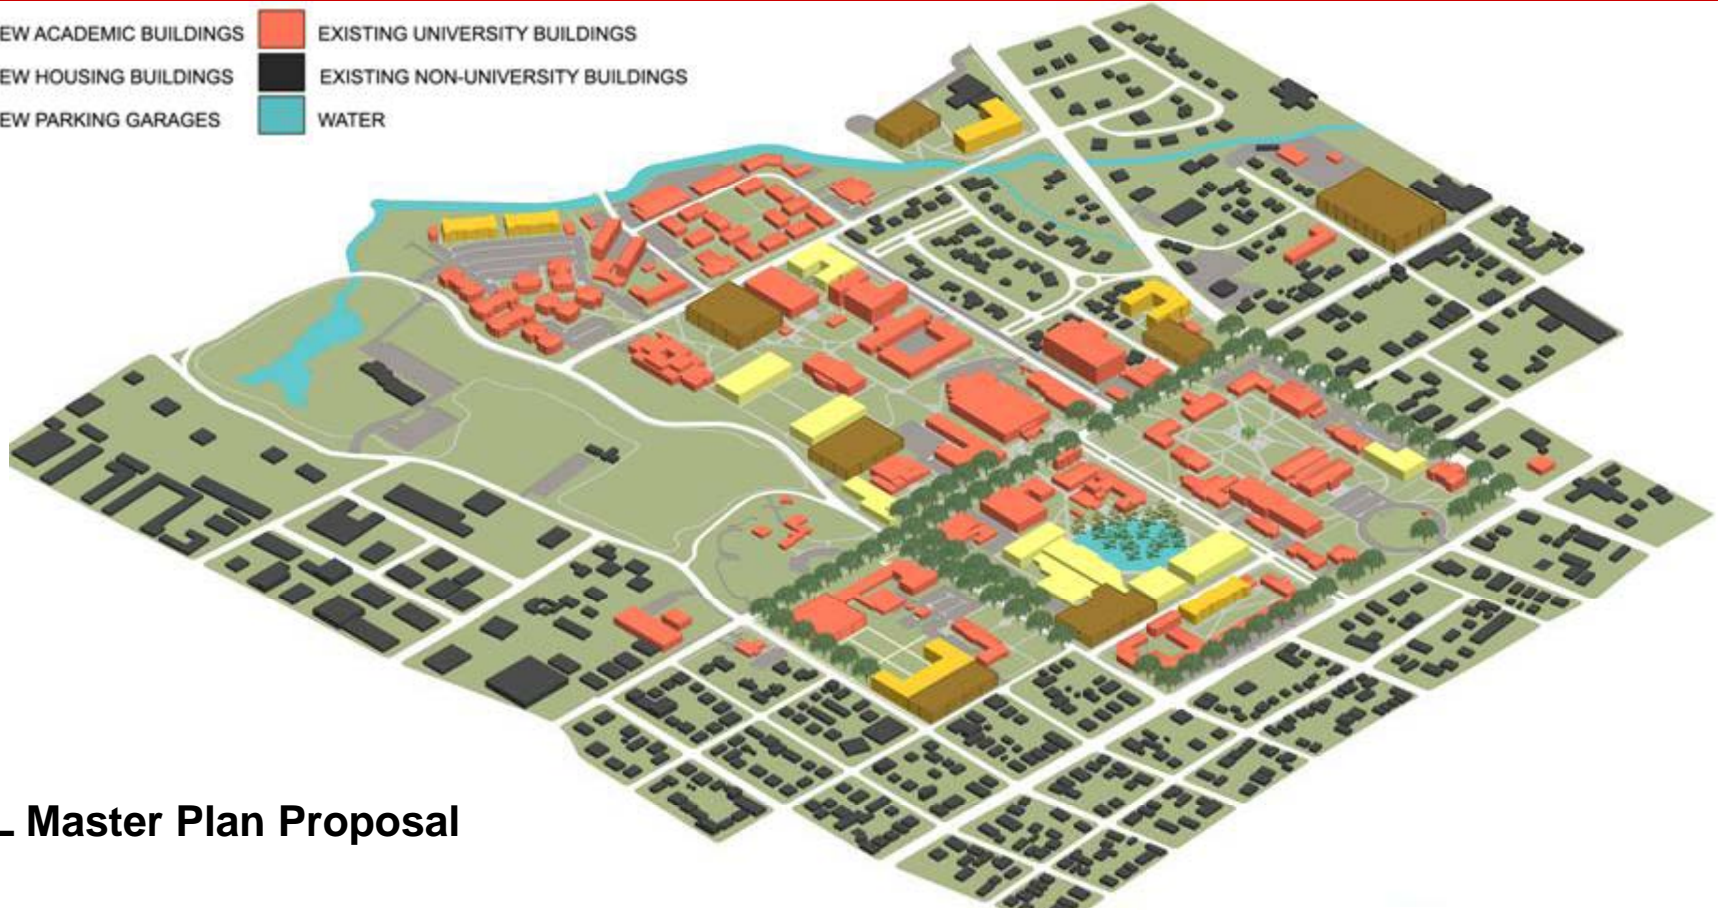 EW ACADEMIC BUILDINGS EXISTING UNIVERSITY BUILDINGS
EW HOUSING BUILDINGS EXISTING NON-UNIVERSITY BUILDINGS
EW PARKING GARAGES WATER
Master Plan Proposal